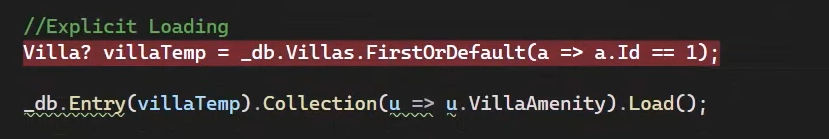 //Explicit Loading
Villa? villaTemp = _db.Villas.FirstOrDefault(a => a.Id == 1);
_db.Entry(villaTemp).Collection(u => u.VillaAmenity).Load();